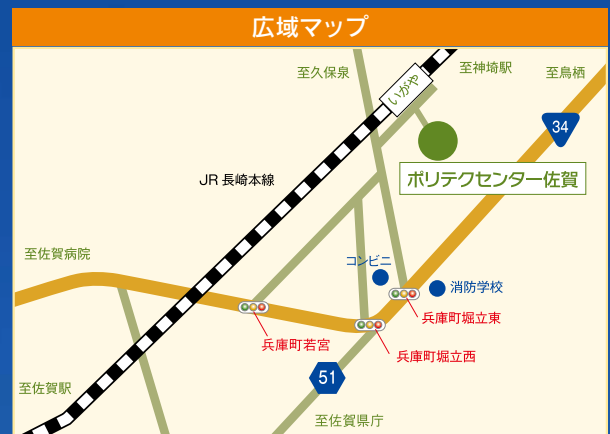 広域マップ
至久保泉
至神埼駅
至鳥栖
いがや
34
JR 長崎本線
ポリテクセンター佐賀
至佐賀病院
コンビニ
消防学校
兵庫町堀立東
兵庫町若宮
兵庫町堀立西
51
至佐賀駅
至佐賀県庁